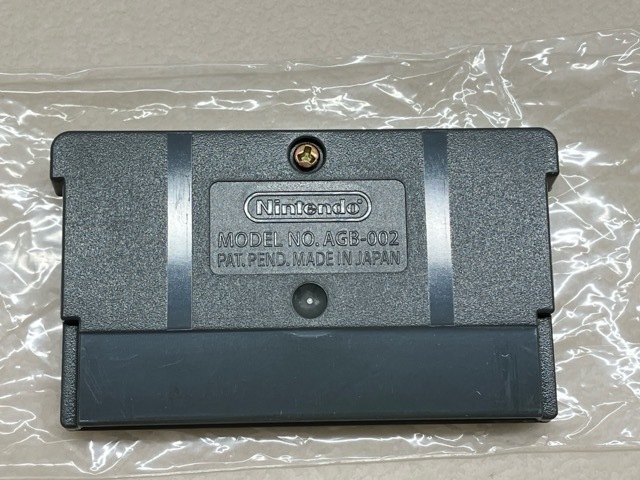 Nintendo®
MODEL NO. AGB-002
PAT. PEND. MADE IN JAPAN